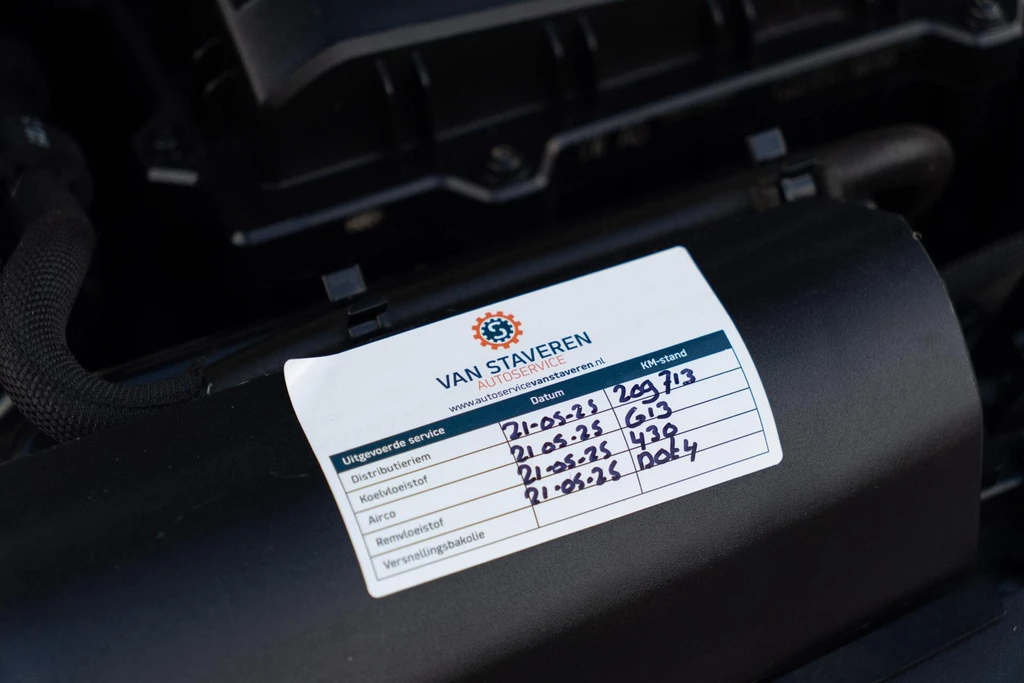 VAN STAVEREN
AUTOSERVICE
www.autoservicevanstaveren.nl
Uitgevoerde service Datum KM-stand
Distributieriem 21-05-25 209713
Koelvloeistof 21.05.25 G13
Airco 21-05.25 430
Remvloeistof 21-05.25 DOt4
Versnellingsbakolie